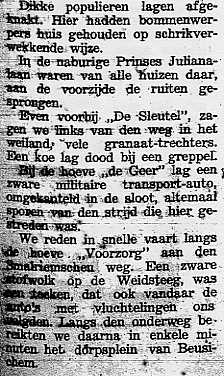 Dikke populieren lagen afge-
knakt. Hier hadden bommenwer-
pers huis gehouden op schrikver-
wekkende wijze.
In de naburige Prinses Juliana-
laan waren van alle huizen daar,
aan de voorzijde de ruiten ge-
sprongen.
Even voorbij „De Sleutel", za-
gen we links van den weg in het
weiland, vele granaat-trechters.
Een koe lag dood bij een greppel.
Bij de hoeve „de Geer" lag een
zware militaire transport-auto,
omgekanteld in de sloot, altemaal
sporen van den strijd die hier ge-
streden was.
We reden in snelle vaart langs
de hoeve „Voorzorg" aan den
Smakriemschen weg. Een zware
stofwolk op de Weidsteeg, was
een teeken, dat ook vandaar de
auto's met vluchtelingen ons
volgden. Langs den onderweg be-
reikten we daarna in enkele mi-
nuten het dorpsplein van Beusi-
chem.